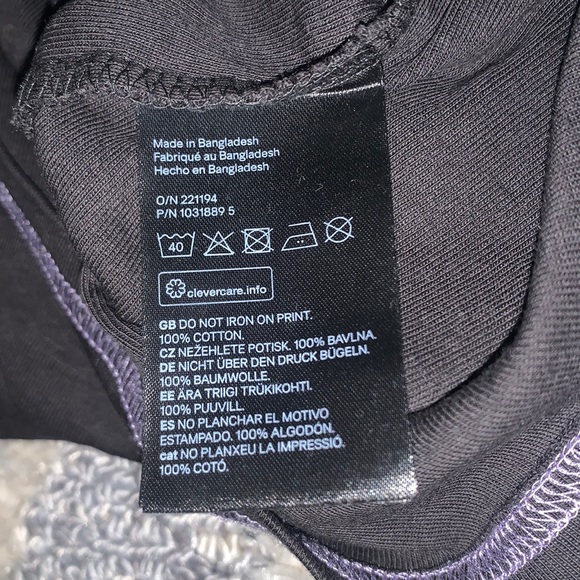 Made in Bangladesh
Fabriqué au Bangladesh
Hecho en Bangladesh
O/N 221194
P/N 1031889 5
40
clevercare.info
GB DO NOT IRON ON PRINT.
100% COTTON.
CZ NEŽEHLETE POTISK. 100% BAVLNA.
DE NICHT ÜBER DEN DRUCK BÜGELN.
100% BAUMWOLLE.
EE ÄRA TRIIGI TRÜKIKOHTI.
100% PUUVILL.
ES NO PLANCHAR EL MOTIVO
ESTAMPADO. 100% ALGODÓN.
cat NO PLANXEU LA IMPRESSIÓ.
100% COTÓ.